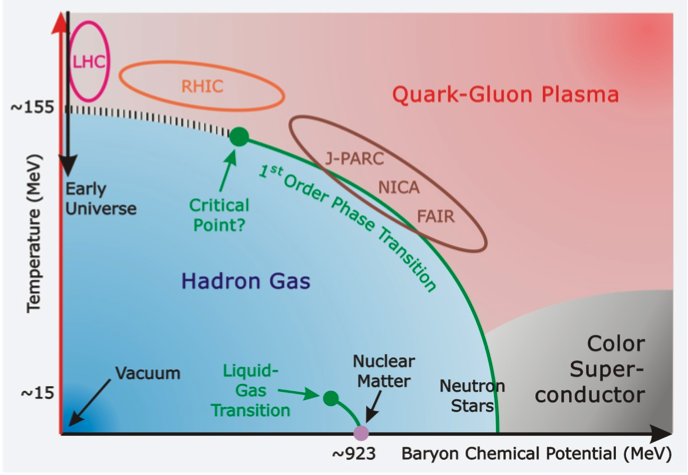 LHC
RHIC
Quark-Gluon Plasma
~155
J-PARC
NICA
FAIR
1st Order Phase Transition
Early
Universe
Critical
Point?
Temperature (MeV)
Hadron Gas
Color
Super-
conductor
Vacuum
Liquid-
Gas
Transition
Nuclear
Matter
Neutron
Stars
~15
~923
Baryon Chemical Potential (MeV)